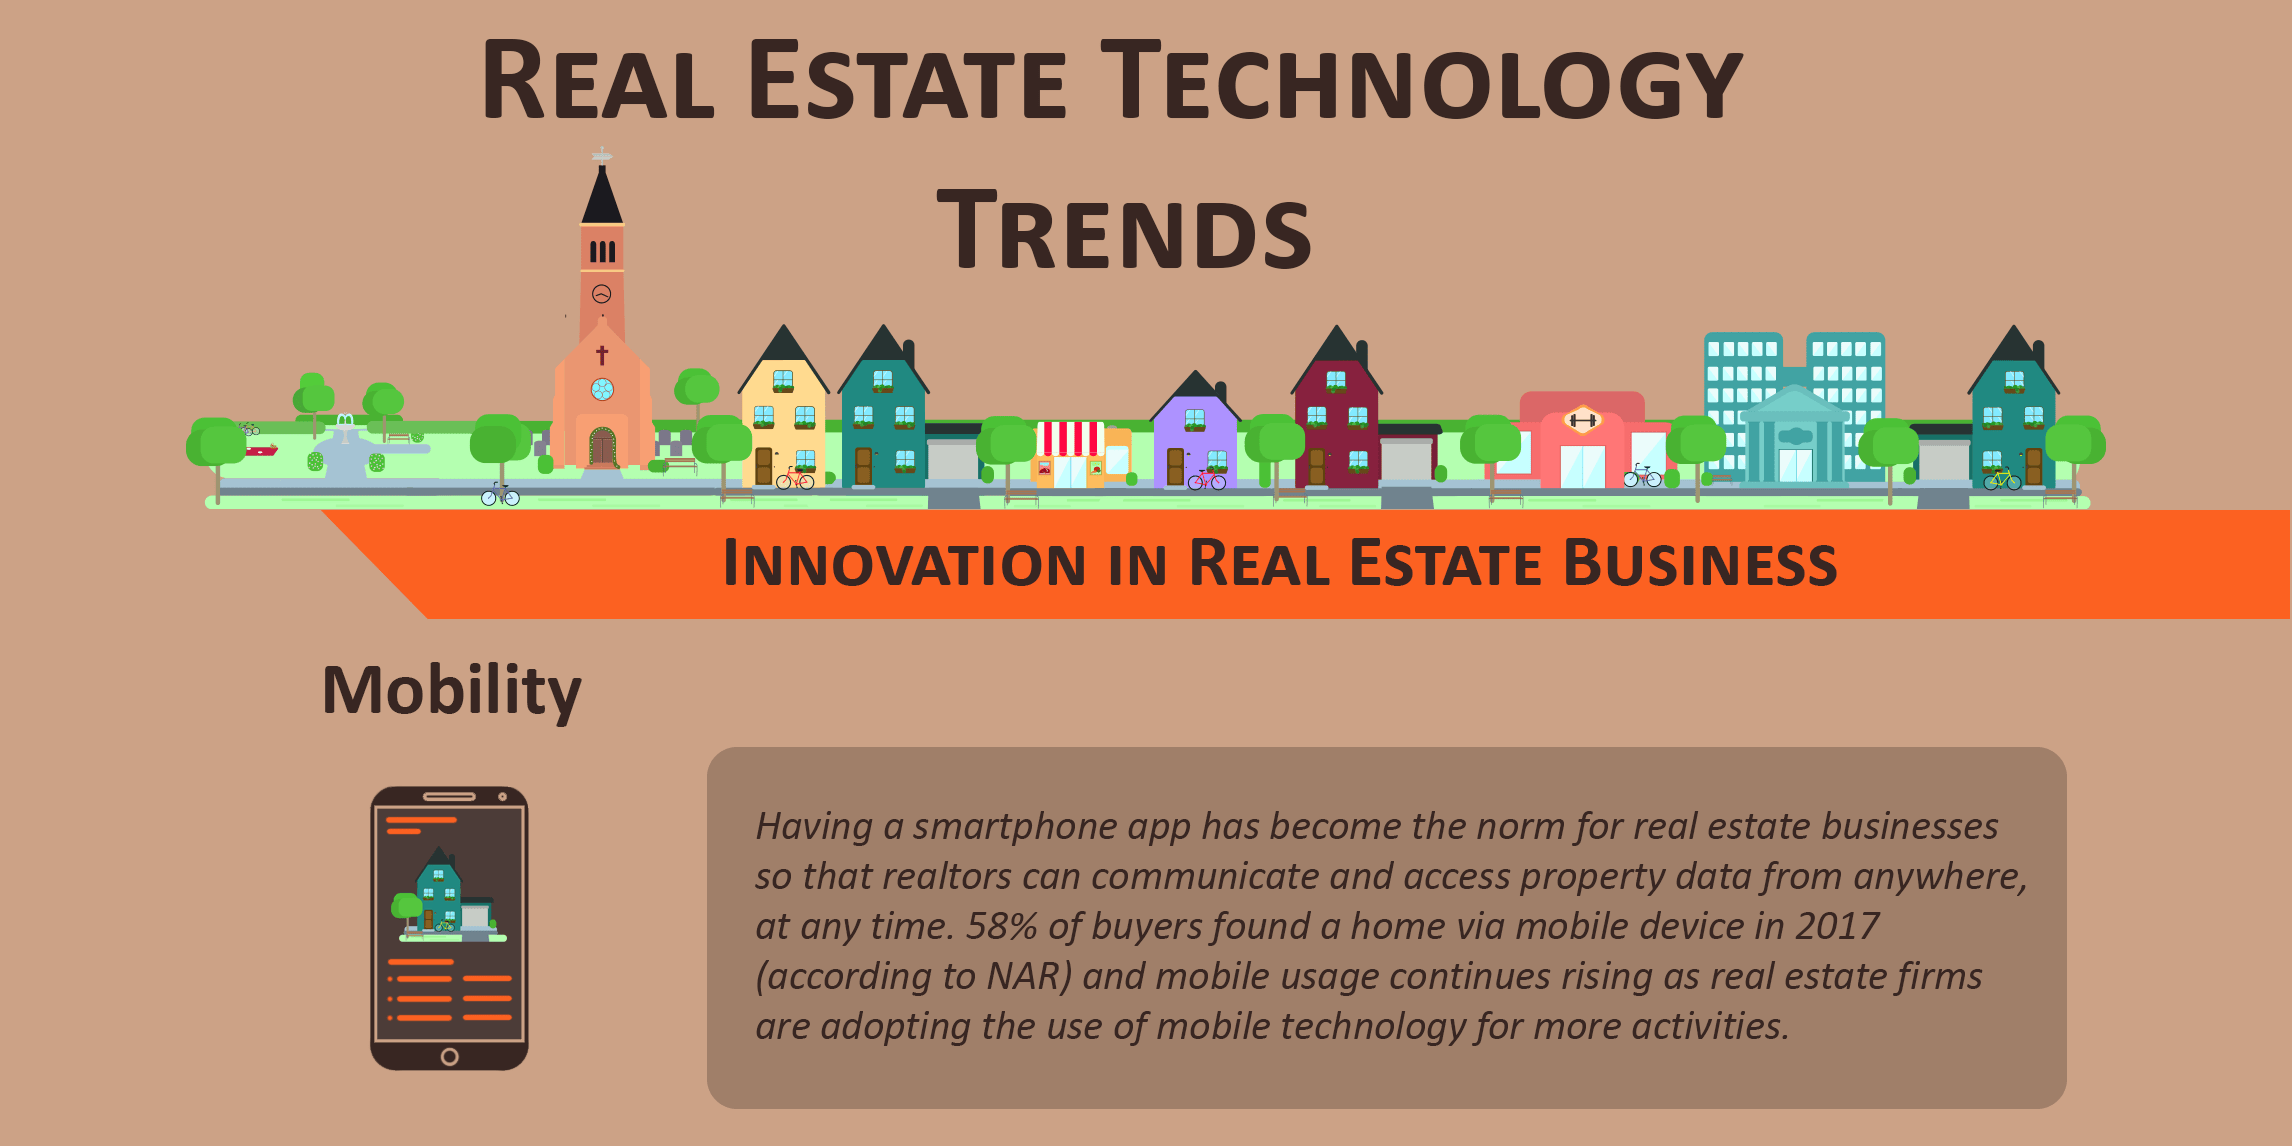 Real Estate Technology
Trends
Innovation in Real Estate Business
Mobility
Having a smartphone app has become the norm for real estate businesses
so that realtors can communicate and access property data from anywhere,
at any time. 58% of buyers found a home via mobile device in 2017
(according to NAR) and mobile usage continues rising as real estate firms
are adopting the use of mobile technology for more activities.